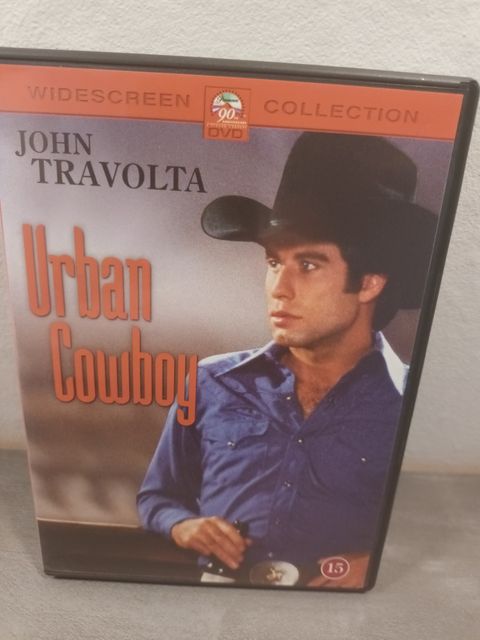 WIDESCREEN
90th
DVD
COLLECTION
JOHN
TRAVOLTA
Urban
Cowboy
15